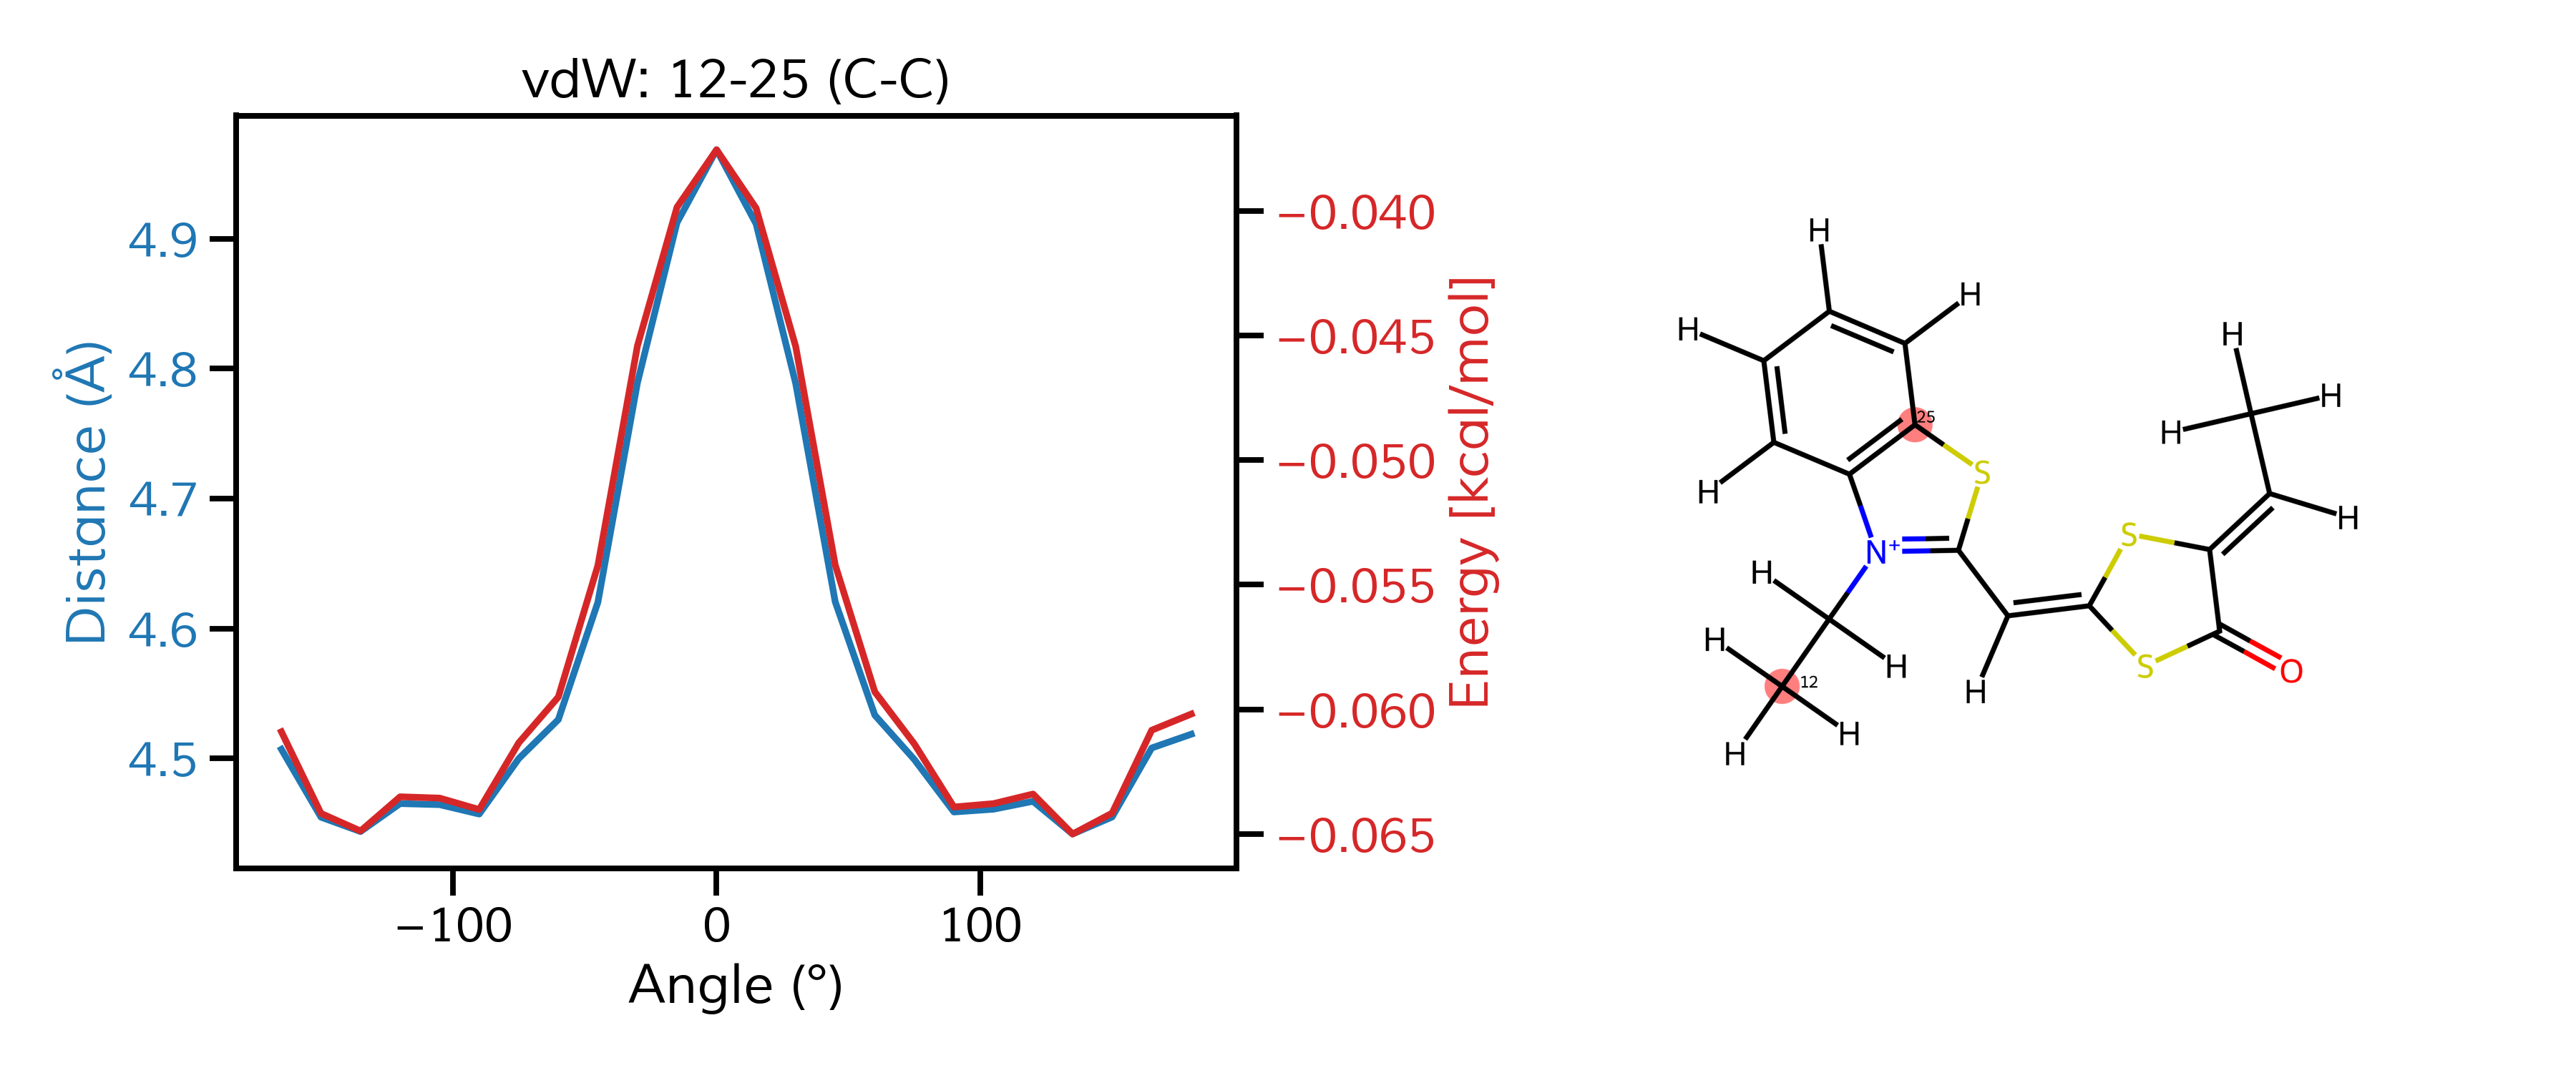 vdW: 12-25 (C-C)
Distance (Å)
4.9
4.8
4.7
4.6
4.5
−100
0
100
Angle (°)
−0.040
−0.045
−0.050
−0.055
−0.060
−0.065
Energy [kcal/mol]
H
H
H
H
H
H
H
25
H
S
H
S
H
N+
H
H
H
S
O
12
H
H
H